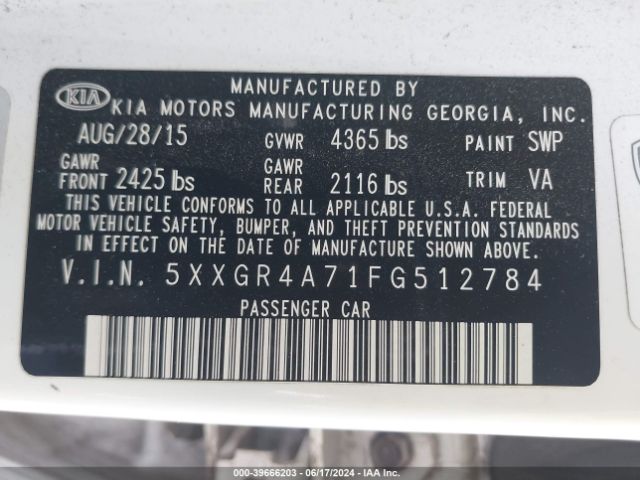 MANUFACTURED BY
KIA KIA MOTORS MANUFACTURING GEORGIA, INC.
AUG/28/15 GVWR 4365 lbs PAINT SWP
GAWR FRONT 2425 lbs GAWR REAR 2116 lbs TRIM VA
THIS VEHICLE CONFORMS TO ALL APPLICABLE U.S.A. FEDERAL
MOTOR VEHICLE SAFETY, BUMPER, AND THEFT PREVENTION STANDARDS
IN EFFECT ON THE DATE OF MANUFACTURE SHOWN ABOVE.
V.I.N. 5XXGR4A71FG512784
PASSENGER CAR
000-39666203 - 06/17/2024 - IAA Inc.